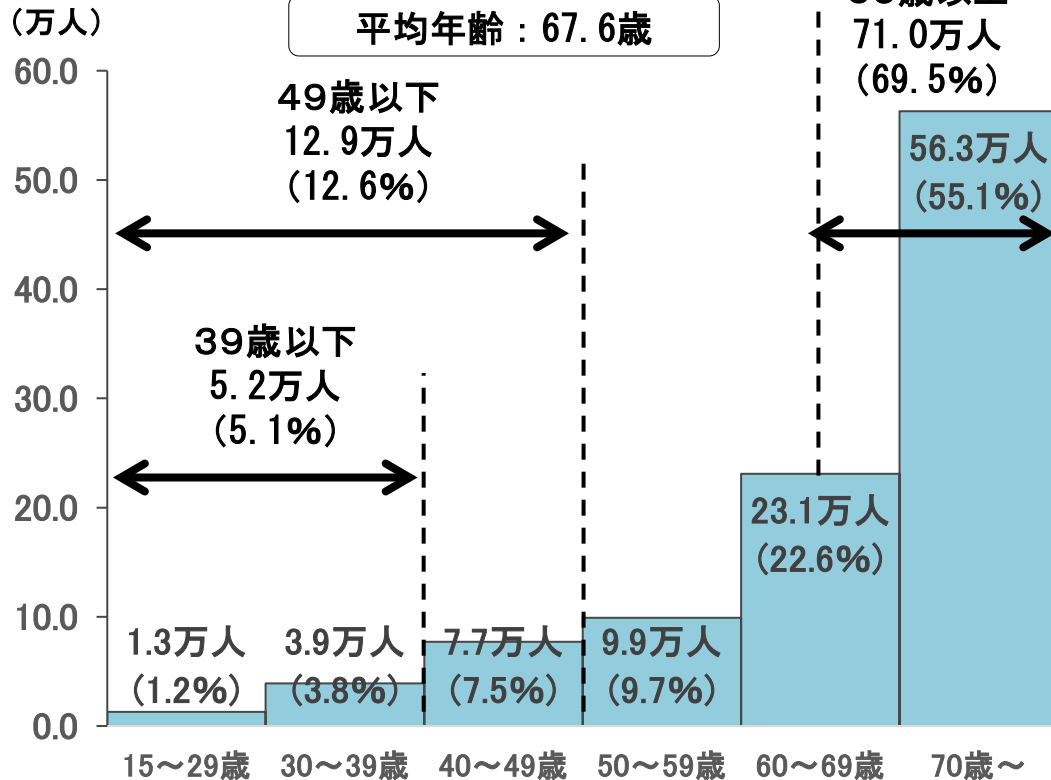 (万人)
平均年齢：67.6歳
71.0万人
(69.5%)
60.0
49歳以下
12.9万人
(12.6%)
56.3万人
(55.1%)
50.0
40.0
39歳以下
5.2万人
(5.1%)
30.0
20.0
23.1万人
(22.6%)
10.0
1.3万人
(1.2%)
3.9万人
(3.8%)
7.7万人
(7.5%)
9.9万人
(9.7%)
0.0
15～29歳 30～39歳 40～49歳 50～59歳 60～69歳 70歳～